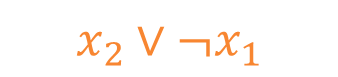 x₂ ∨ ¬x₁